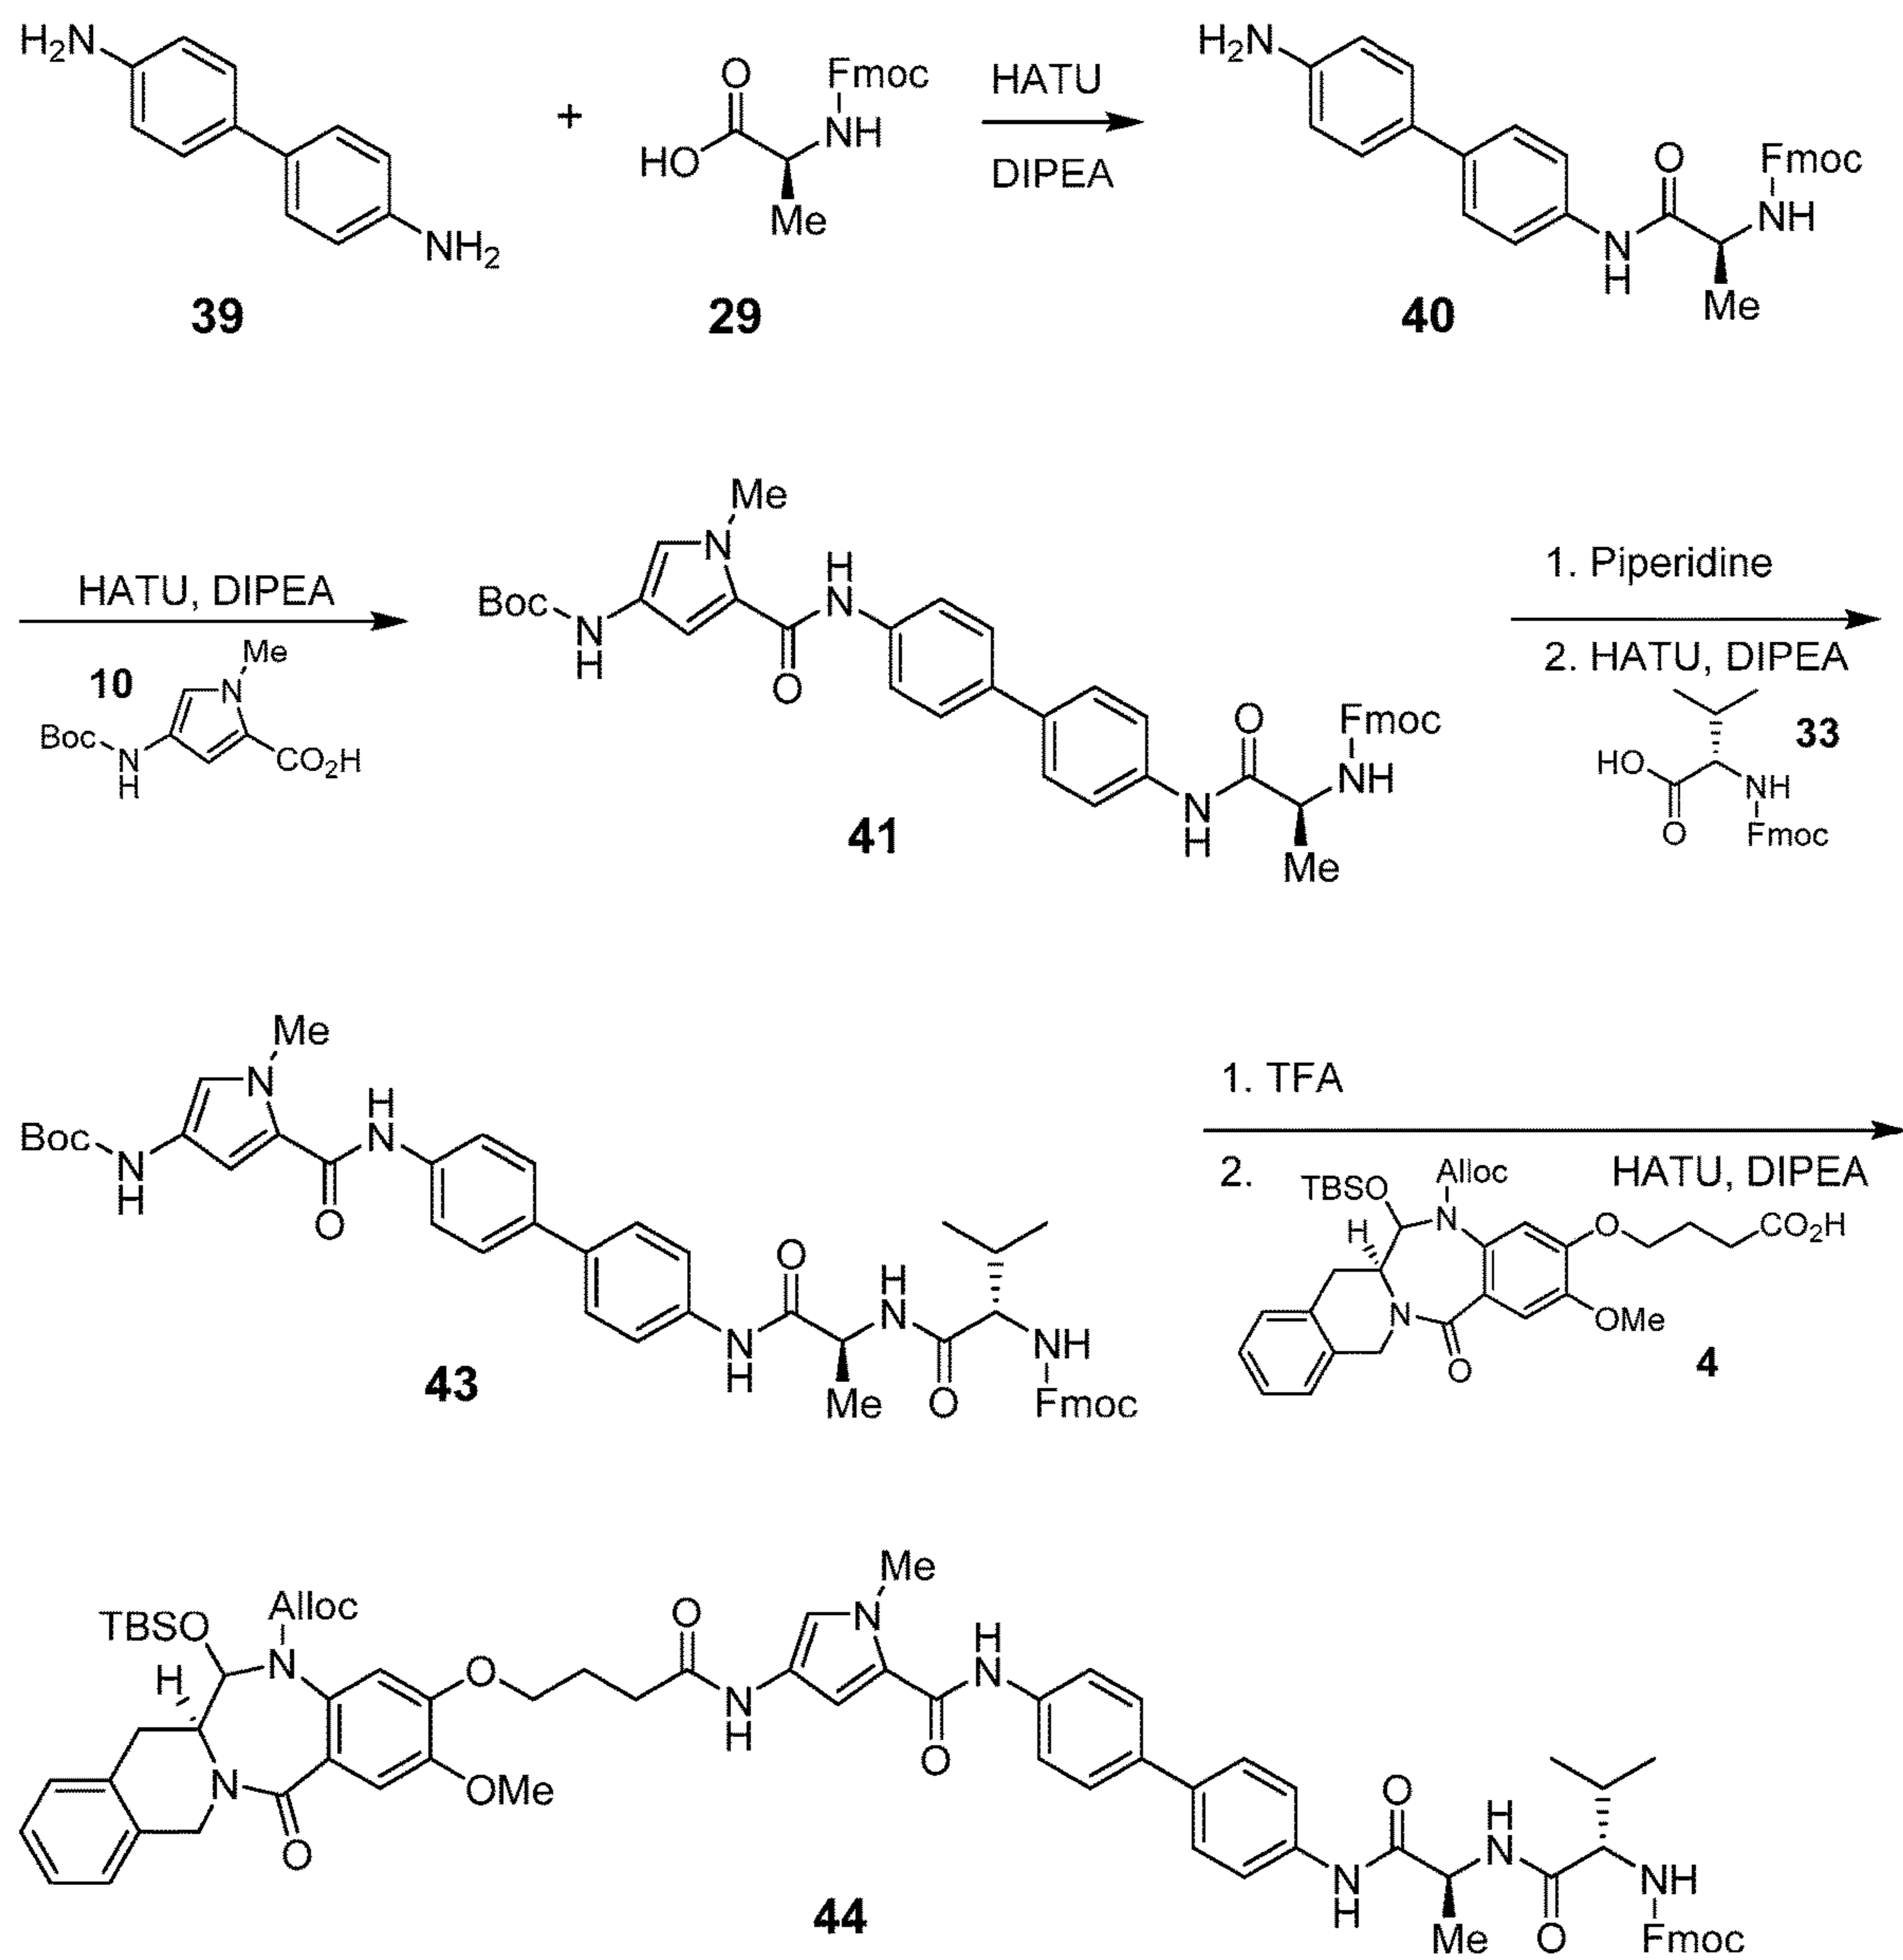 H2N
NH2
39
+
O
HO
Fmoc
NH
Me
29
HATU
DIPEA
H2N
O
N
H
Fmoc
NH
Me
40
HATU, DIPEA
10
Me
N
Boc
N
H
CO2H
Me
N
Boc
N
H
O
H
N
O
N
H
Fmoc
NH
Me
41
1. Piperidine
2. HATU, DIPEA
33
HO
O
NH
Fmoc
Me
N
Boc
N
H
O
H
N
O
N
H
Me
H
N
O
NH
Fmoc
43
1. TFA
2.
HATU, DIPEA
TBSO
Alloc
N
H
O
CO2H
N
O
OMe
4
TBSO
Alloc
N
H
O
N
O
OMe
O
N
H
Me
N
O
H
N
O
N
H
Me
H
N
O
NH
Fmoc
44